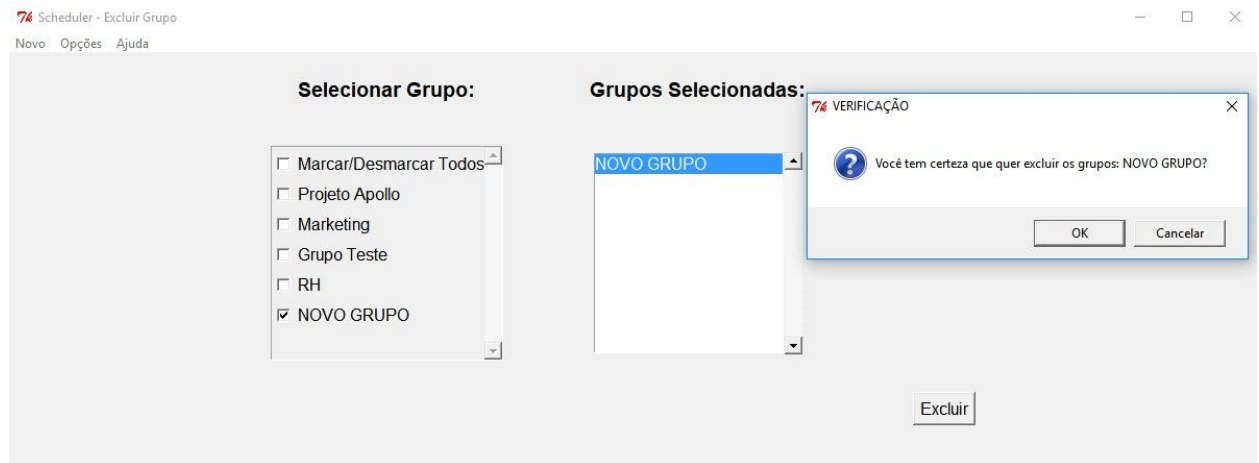 Scheduler - Excluir Grupo
Novo Opções Ajuda
Selecionar Grupo:
Marcar/Desmarcar Todos
Projeto Apollo
Marketing
Grupo Teste
RH
NOVO GRUPO
Grupos Selecionadas:
NOVO GRUPO
VERIFICAÇÃO
Você tem certeza que quer excluir os grupos: NOVO GRUPO?
OK Cancelar
Excluir